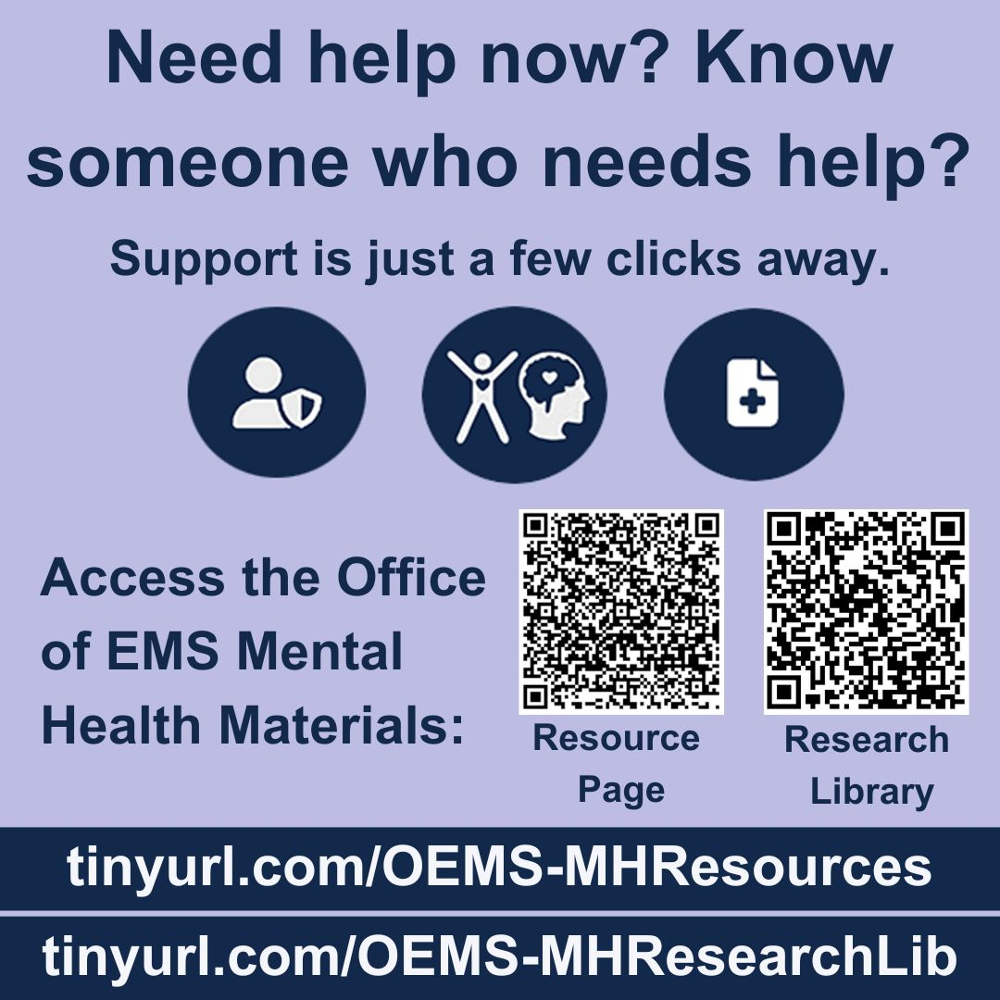 Need help now? Know
someone who needs help?
Support is just a few clicks away.
Access the Office
of EMS Mental
Health Materials:
Resource
Page
Research
Library
tinyurl.com/OEMS-MHResources
tinyurl.com/OEMS-MHResearchLib